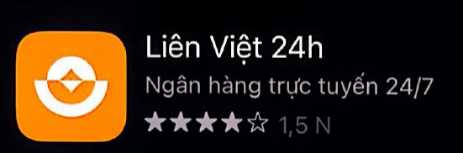 Liên Việt 24h
Ngân hàng trực tuyến 24/7
1,5 N